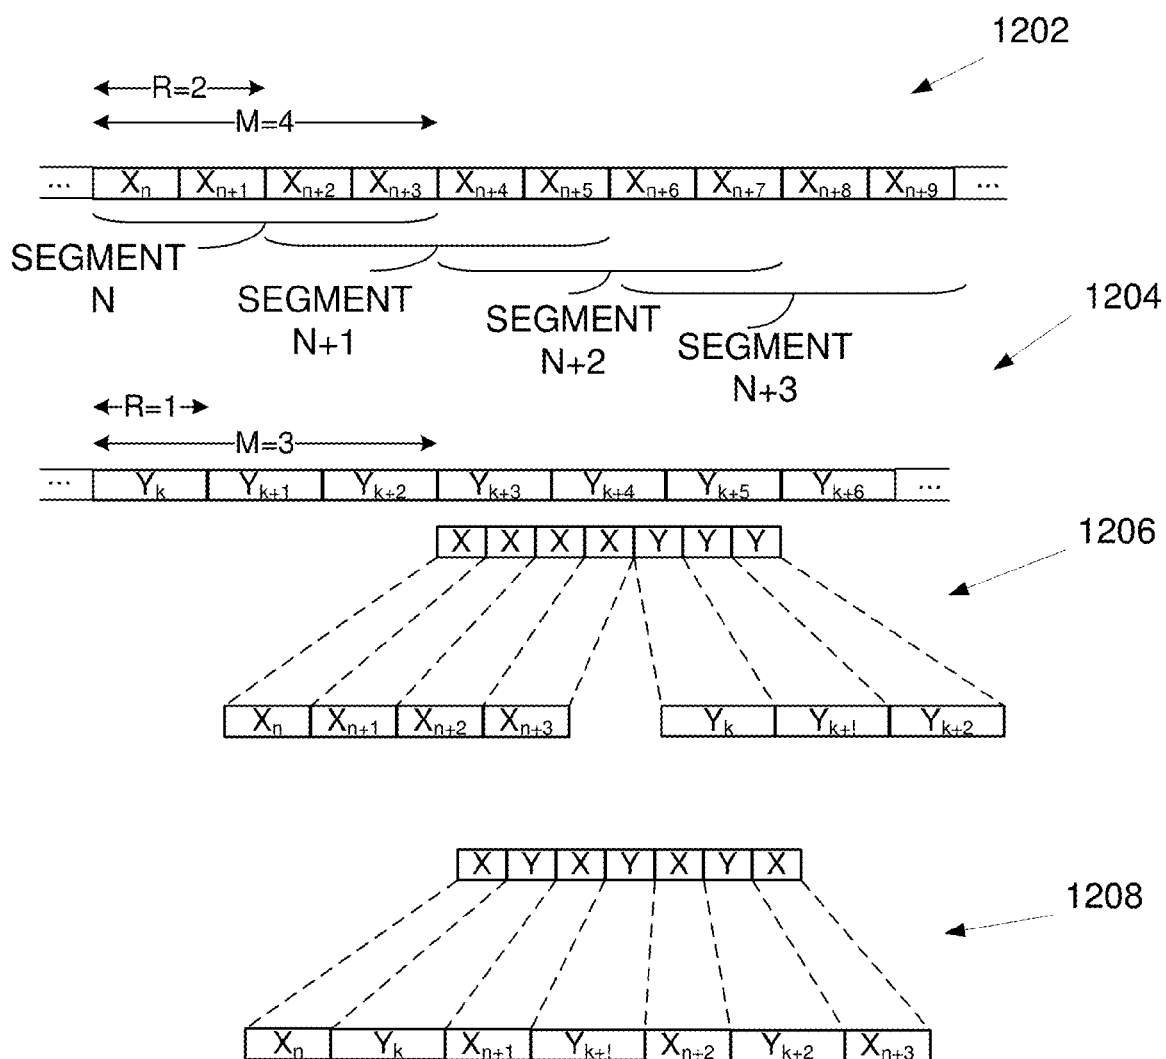 1202
R=2
M=4
... Xn Xn+1 Xn+2 Xn+3 Xn+4 Xn+5 Xn+6 Xn+7 Xn+8 Xn+9 ...
SEGMENT
N
SEGMENT
N+1
SEGMENT
N+2
SEGMENT
N+3
1204
R=1
M=3
... Yk Yk+1 Yk+2 Yk+3 Yk+4 Yk+5 Yk+6 ...
X X X X Y Y Y
1206
Xn Xn+1 Xn+2 Xn+3 Yk Yk+! Yk+2
X Y X Y X Y X
1208
Xn Yk Xn+1 Yk+! Xn+2 Yk+2 Xn+3